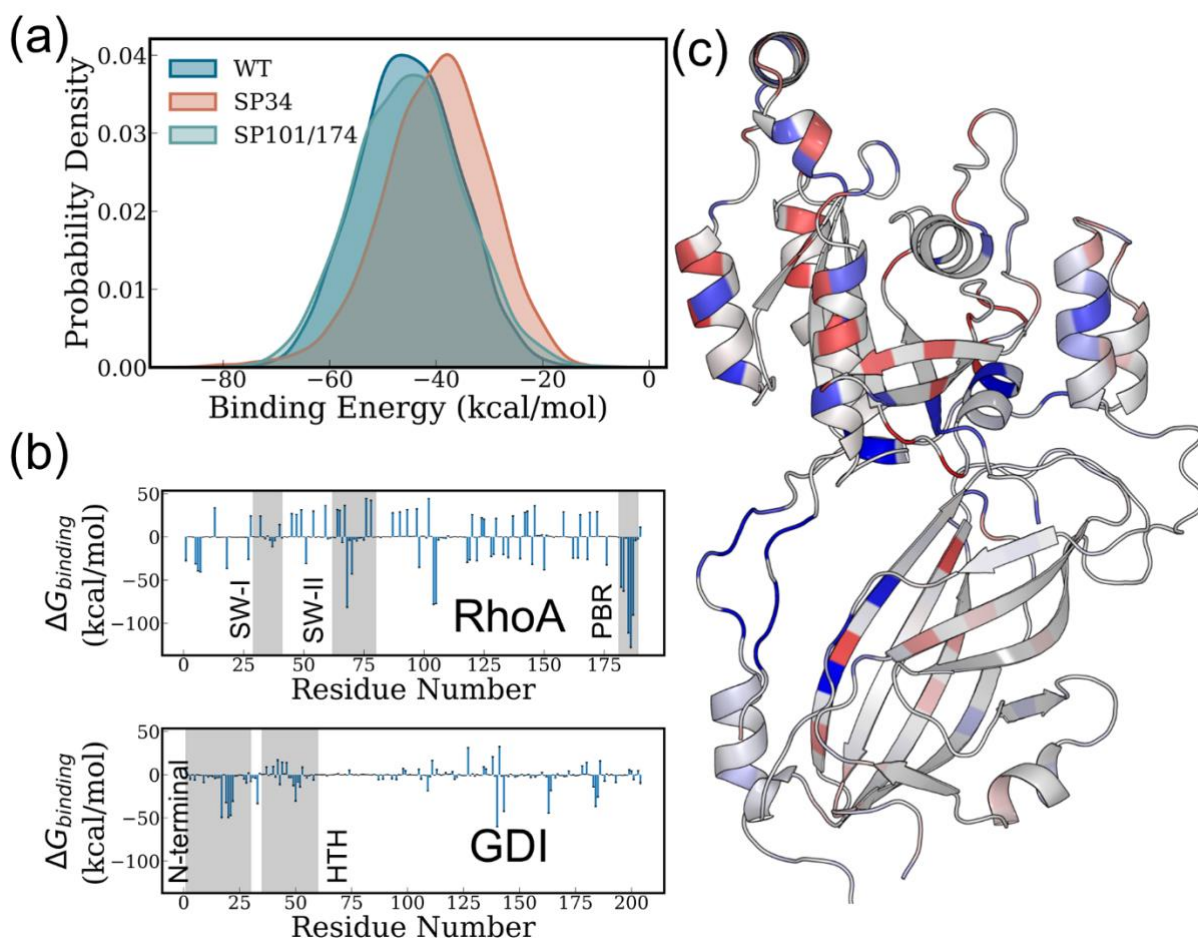 (a)
0.04
0.03
0.02
0.01
0.00
Probability Density
WT
SP34
SP101/174
−80
−60
−40
−20
0
Binding Energy (kcal/mol)
(b)
50
0
−50
−100
ΔG_binding
(kcal/mol)
SW-I
SW-II
RhoA
PBR
0
25
50
75
100
125
150
175
Residue Number
50
0
−50
−100
ΔG_binding
(kcal/mol)
N-terminal
HTH
GDI
0
25
50
75
100
125
150
175
200
Residue Number
(c)